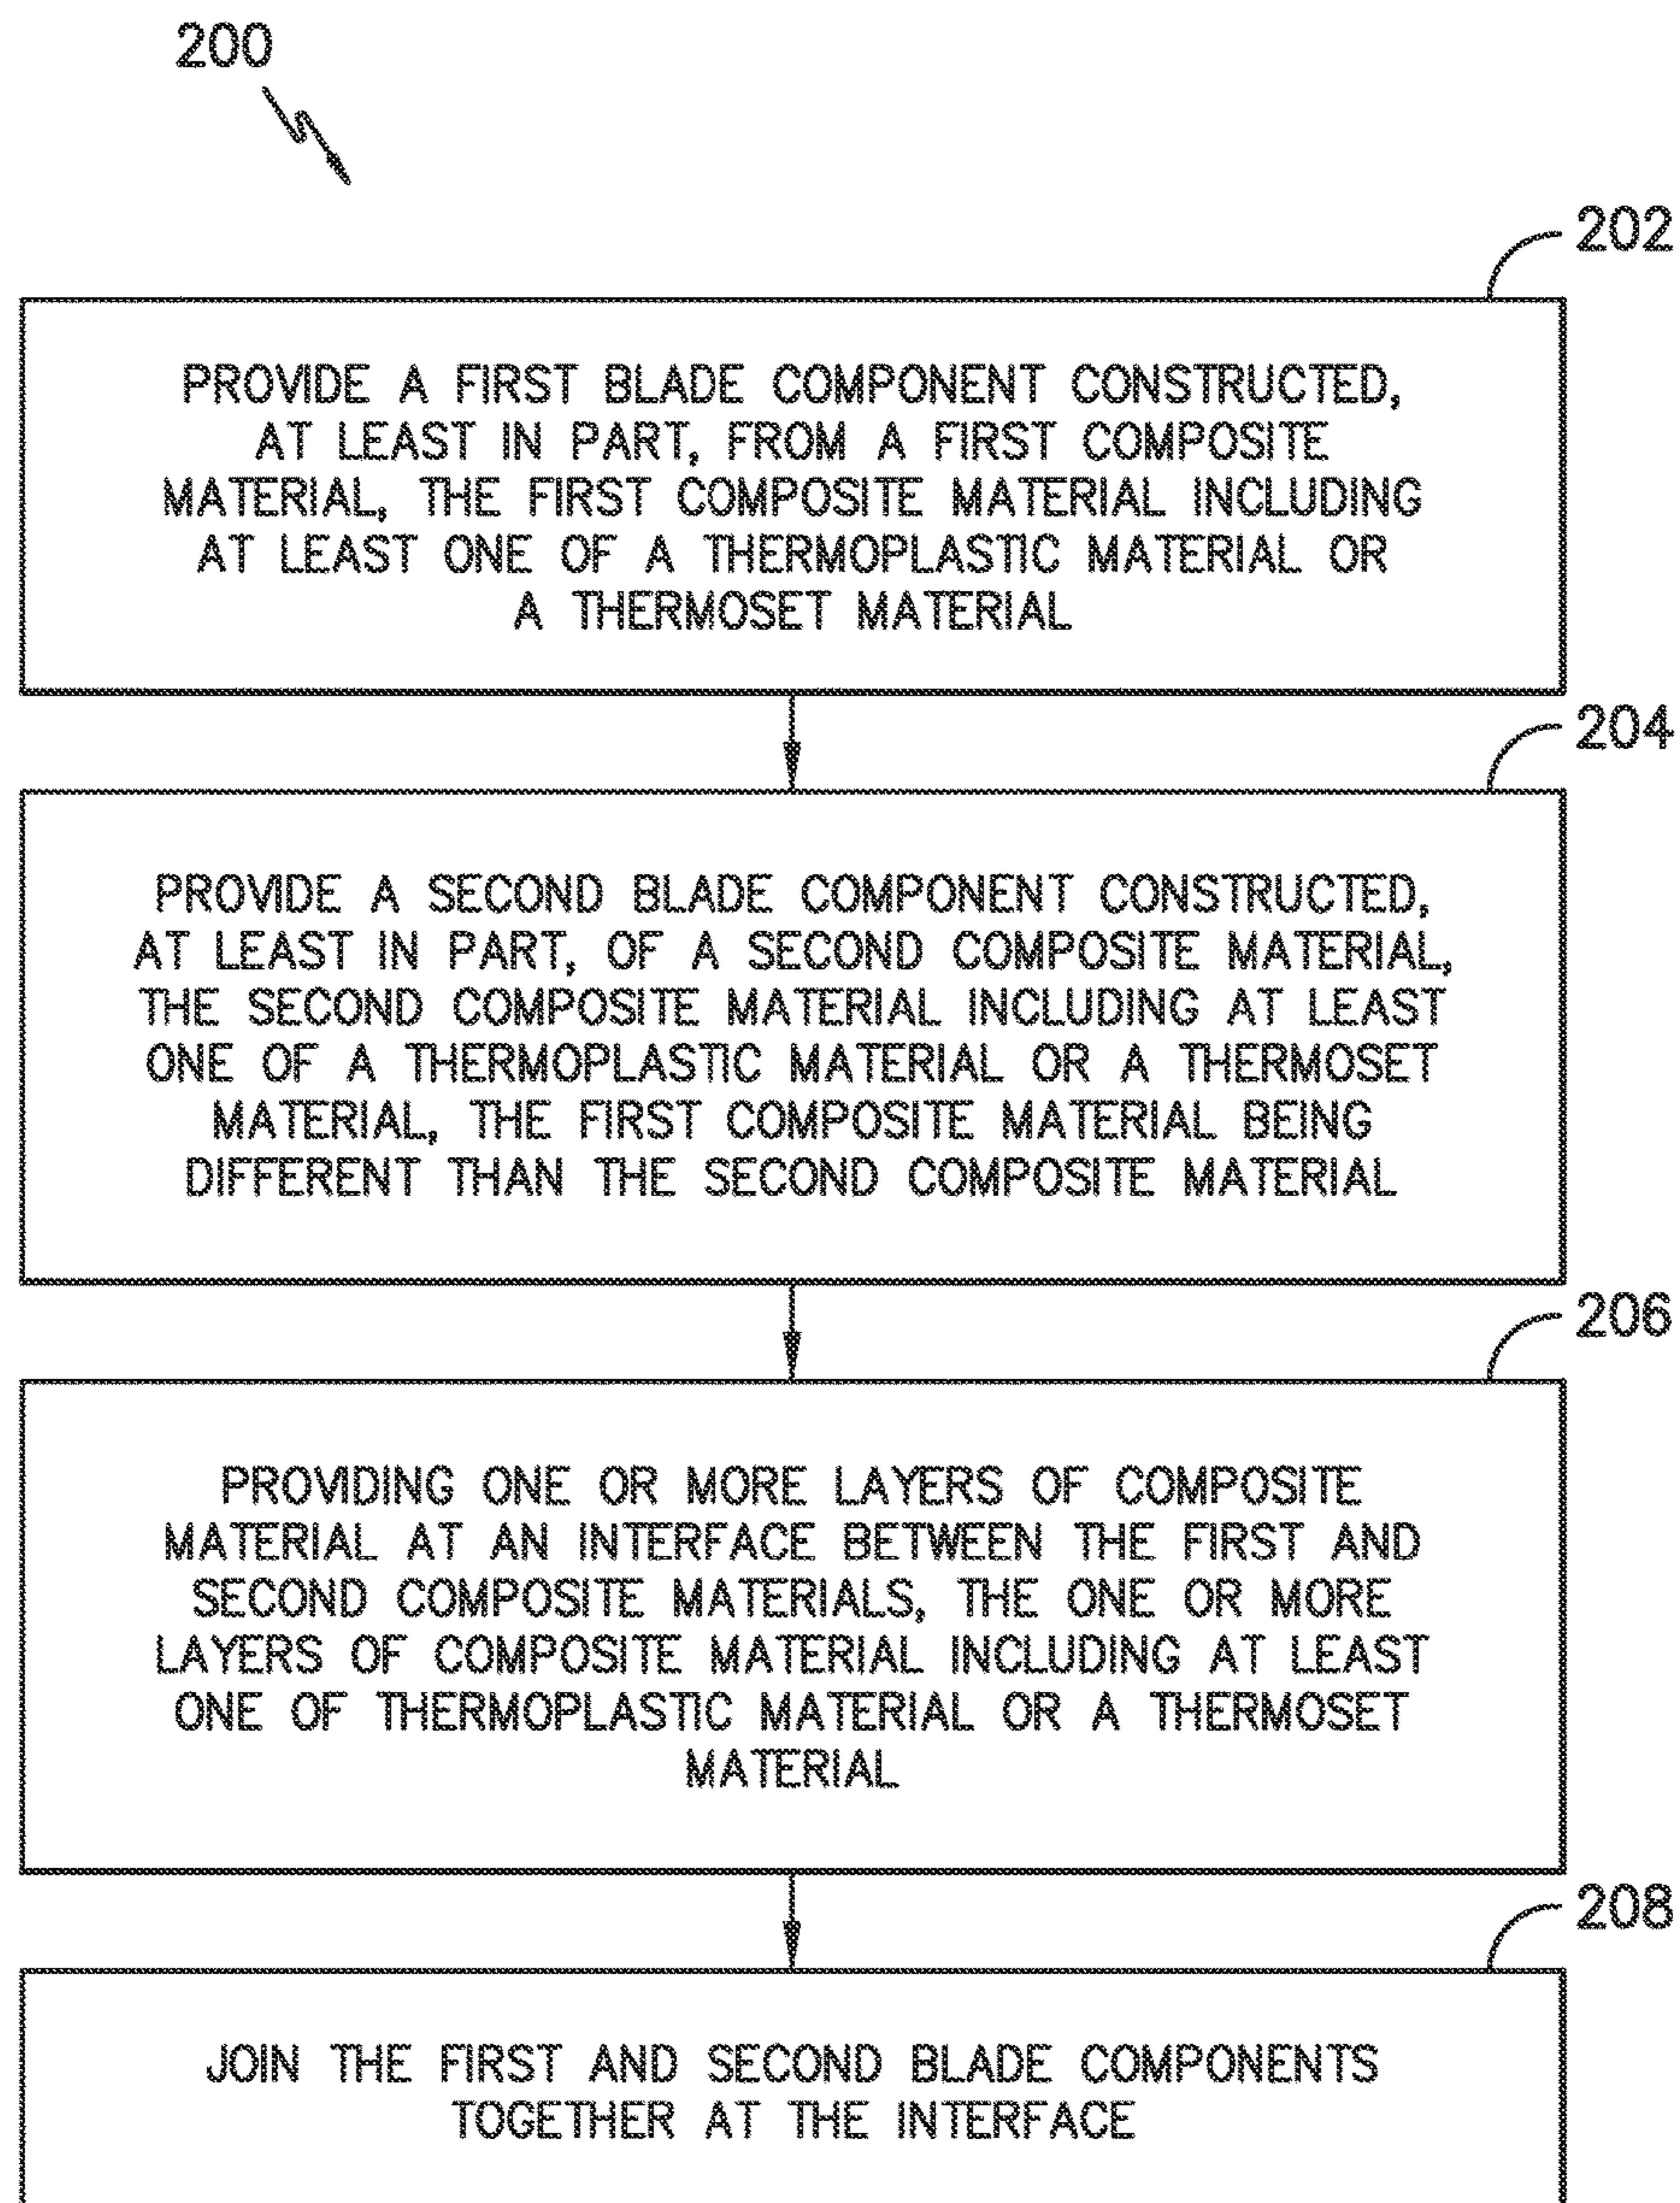 200
202
PROVIDE A FIRST BLADE COMPONENT CONSTRUCTED,
AT LEAST IN PART, FROM A FIRST COMPOSITE
MATERIAL, THE FIRST COMPOSITE MATERIAL INCLUDING
AT LEAST ONE OF A THERMOPLASTIC MATERIAL OR
A THERMOSET MATERIAL
204
PROVIDE A SECOND BLADE COMPONENT CONSTRUCTED,
AT LEAST IN PART, OF A SECOND COMPOSITE MATERIAL,
THE SECOND COMPOSITE MATERIAL INCLUDING AT LEAST
ONE OF A THERMOPLASTIC MATERIAL OR A THERMOSET
MATERIAL, THE FIRST COMPOSITE MATERIAL BEING
DIFFERENT THAN THE SECOND COMPOSITE MATERIAL
206
PROVIDING ONE OR MORE LAYERS OF COMPOSITE
MATERIAL AT AN INTERFACE BETWEEN THE FIRST AND
SECOND COMPOSITE MATERIALS, THE ONE OR MORE
LAYERS OF COMPOSITE MATERIAL INCLUDING AT LEAST
ONE OF THERMOPLASTIC MATERIAL OR A THERMOSET
MATERIAL
208
JOIN THE FIRST AND SECOND BLADE COMPONENTS
TOGETHER AT THE INTERFACE